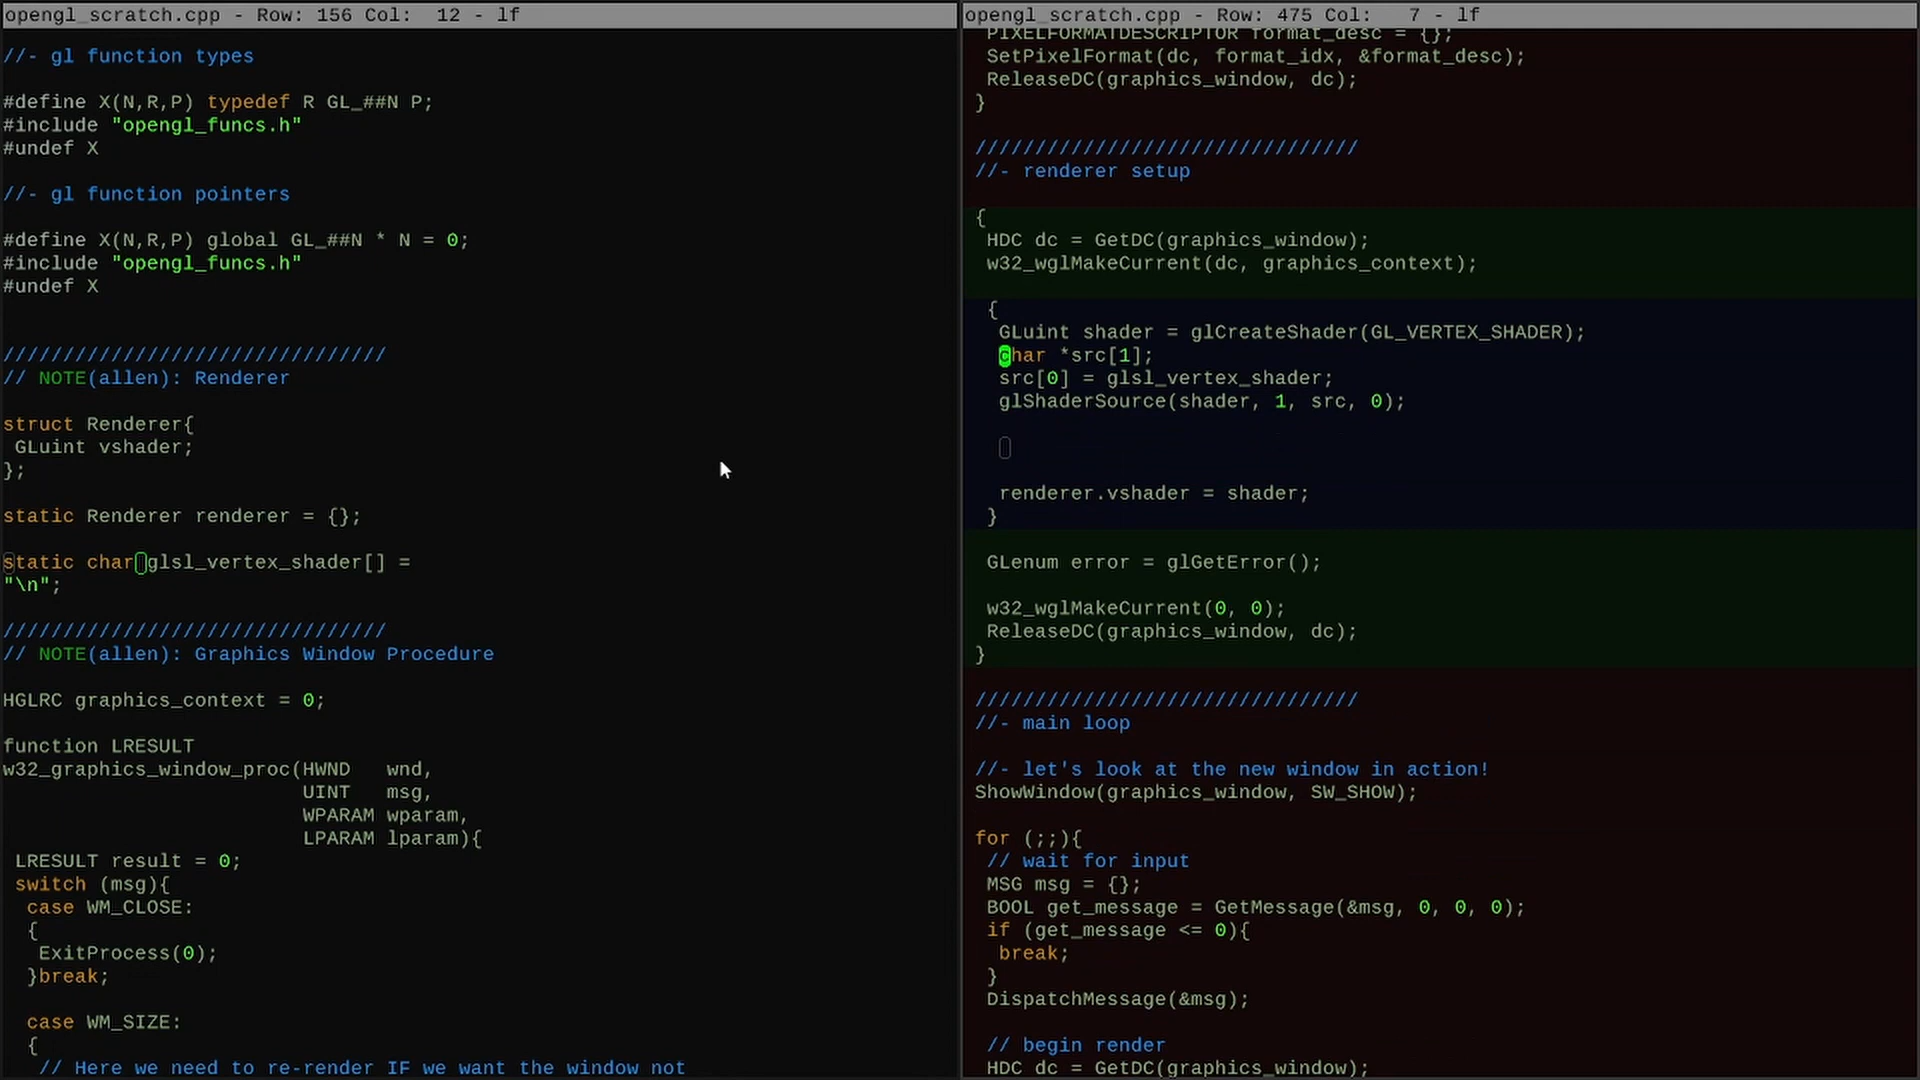 opengl_scratch.cpp - Row: 156 Col:  12 - lf
//- gl function types
#define X(N,R,P) typedef R GL_##N P;
#include "opengl_funcs.h"
#undef X
//- gl function pointers
#define X(N,R,P) global GL_##N * N = 0;
#include "opengl_funcs.h"
#undef X
////////////////////////////////
// NOTE(allen): Renderer
struct Renderer{
 GLuint vshader;
};
static Renderer renderer = {};
static char glsl_vertex_shader[] =
"\n";
////////////////////////////////
// NOTE(allen): Graphics Window Procedure
HGLRC graphics_context = 0;
function LRESULT
w32_graphics_window_proc(HWND   wnd,
                         UINT   msg,
                         WPARAM wparam,
                         LPARAM lparam){
 LRESULT result = 0;
 switch (msg){
  case WM_CLOSE:
  {
   ExitProcess(0);
  }break;
  case WM_SIZE:
  {
   // Here we need to re-render IF we want the window not
opengl_scratch.cpp - Row: 475 Col:   7 - lf
 PIXELFORMATDESCRIPTOR format_desc = {};
 SetPixelFormat(dc, format_idx, &format_desc);
 ReleaseDC(graphics_window, dc);
}
////////////////////////////////
//- renderer setup
{
 HDC dc = GetDC(graphics_window);
 w32_wglMakeCurrent(dc, graphics_context);
 {
  GLuint shader = glCreateShader(GL_VERTEX_SHADER);
  char *src[1];
  src[0] = glsl_vertex_shader;
  glShaderSource(shader, 1, src, 0);
  renderer.vshader = shader;
 }
 GLenum error = glGetError();
 w32_wglMakeCurrent(0, 0);
 ReleaseDC(graphics_window, dc);
}
////////////////////////////////
//- main loop
//- let's look at the new window in action!
ShowWindow(graphics_window, SW_SHOW);
for (;;){
 // wait for input
 MSG msg = {};
 BOOL get_message = GetMessage(&msg, 0, 0, 0);
 if (get_message <= 0){
  break;
 }
 DispatchMessage(&msg);
 // begin render
 HDC dc = GetDC(graphics_window);